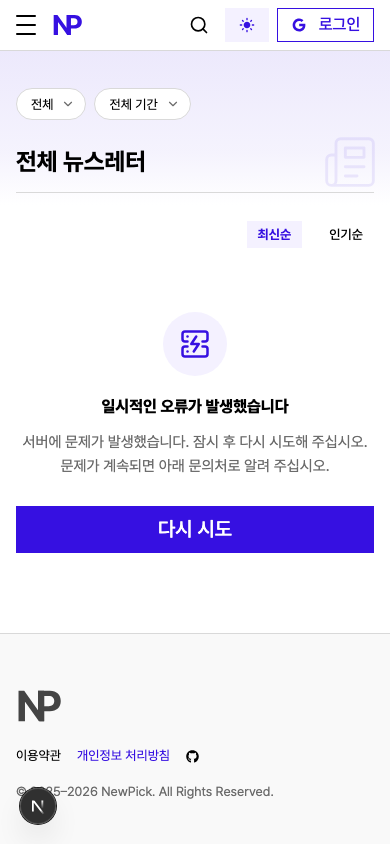 NP
G 로그인
전체 전체 기간
전체 뉴스레터
최신순 인기순
일시적인 오류가 발생했습니다
서버에 문제가 발생했습니다. 잠시 후 다시 시도해 주십시오.
문제가 계속되면 아래 문의처로 알려 주십시오.
다시 시도
NP
이용약관 개인정보 처리방침
© 2025–2026 NewPick. All Rights Reserved.
N